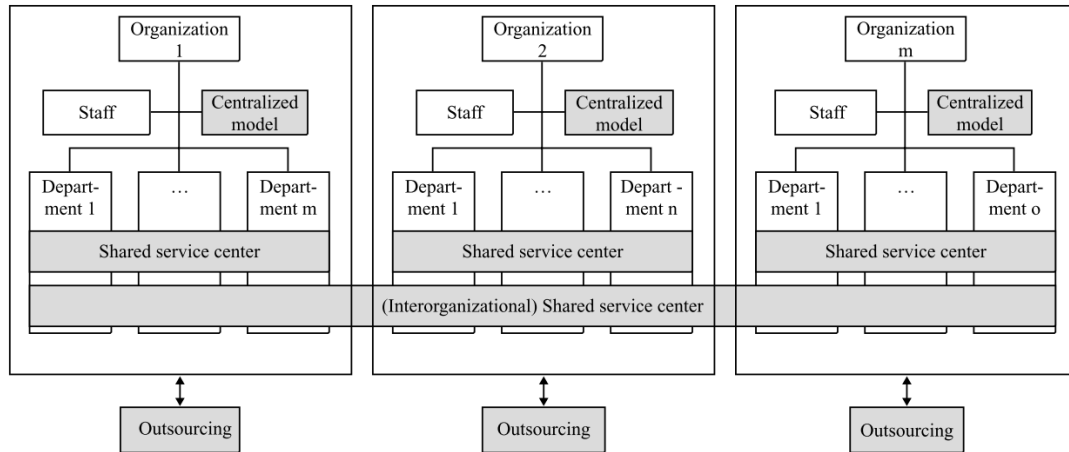 Organization
1
Organization
2
Organization
m
Staff
Centralized
model
Staff
Centralized
model
Staff
Centralized
model
Depart-
ment 1
…
Depart-
ment m
Depart-
ment 1
…
Depart -
ment n
Depart-
ment 1
…
Depart-
ment o
Shared service center
Shared service center
Shared service center
(Interorganizational) Shared service center
Outsourcing
Outsourcing
Outsourcing